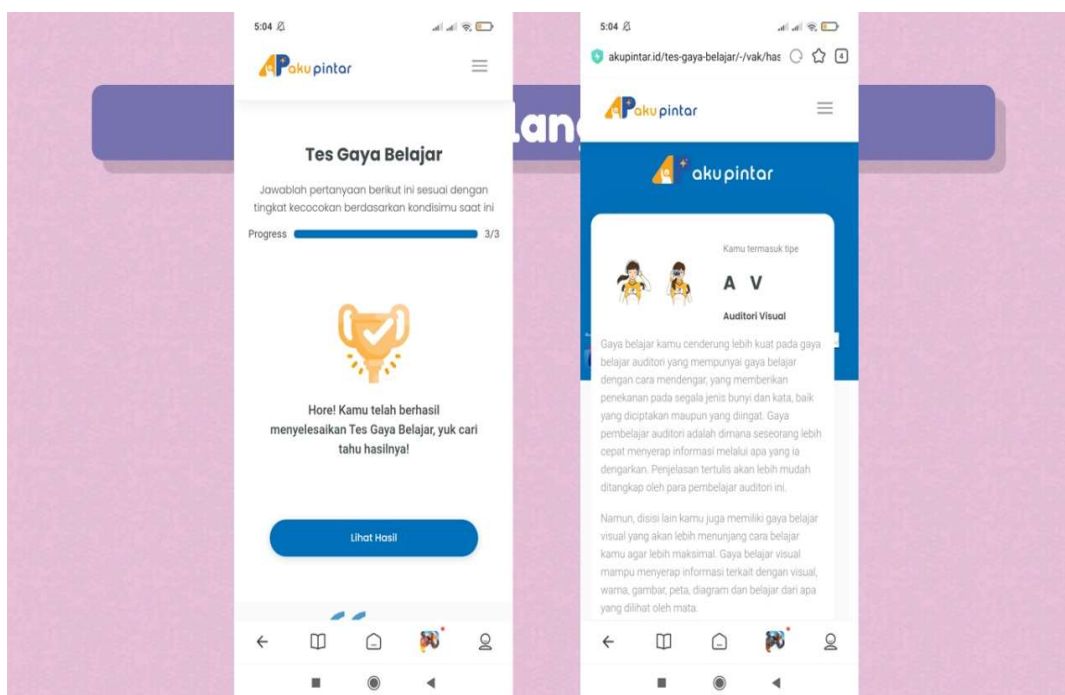 5:04
aku pintar
Tes Gaya Belajar
Jawablah pertanyaan berikut ini sesuai dengan
tingkat kecocokan berdasarkan kondisimu saat ini
Progress 3/3
Hore! Kamu telah berhasil
menyelesaikan Tes Gaya Belajar, yuk cari
tahu hasilnya!
Lihat Hasil
5:04
akupintar.id/tes-gaya-belajar/-/vak/has
4
aku pintar
aku pintar
Kamu termasuk tipe
A V
Auditori Visual
Gaya belajar kamu cenderung lebih kuat pada gaya
belajar auditori yang mempunyai gaya belajar
dengan cara mendengar, yang memberikan
penekanan pada segala jenis bunyi dan kata, baik
yang diciptakan maupun yang diingat. Gaya
pembelajar auditori adalah dimana seseorang lebih
cepat menyerap informasi melalui apa yang ia
dengarkan. Penjelasan tertulis akan lebih mudah
ditangkap oleh para pembelajar auditori ini.
Namun, disisi lain kamu juga memiliki gaya belajar
visual yang akan lebih menunjang cara belajar
kamu agar lebih maksimal. Gaya belajar visual
mampu menyerap informasi terkait dengan visual,
warna, gambar, peta, diagram dan belajar dari apa
yang dilihat oleh mata.